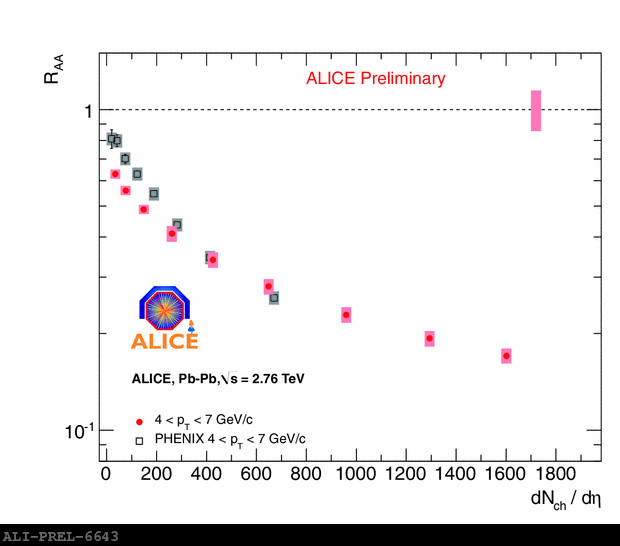 R_AA
ALICE Preliminary
1
ALICE
ALICE, Pb-Pb,√s = 2.76 TeV
4 < p_T < 7 GeV/c
PHENIX 4 < p_T < 7 GeV/c
10^-1
0 200 400 600 800 1000 1200 1400 1600 1800
dN_ch / dη
ALI-PREL-6643